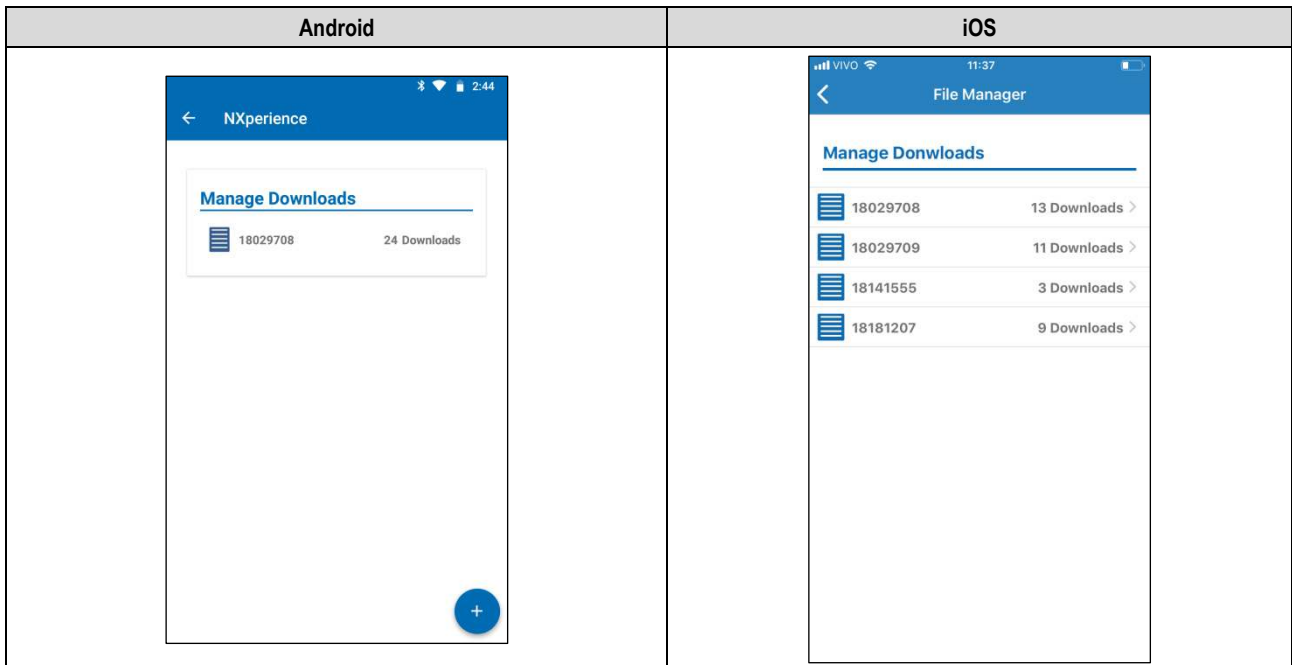 Android
iOS
2:44
NXperience
Manage Downloads
18029708 24 Downloads
VIVO 11:37
File Manager
Manage Donwloads
18029708 13 Downloads
18029709 11 Downloads
18141555 3 Downloads
18181207 9 Downloads